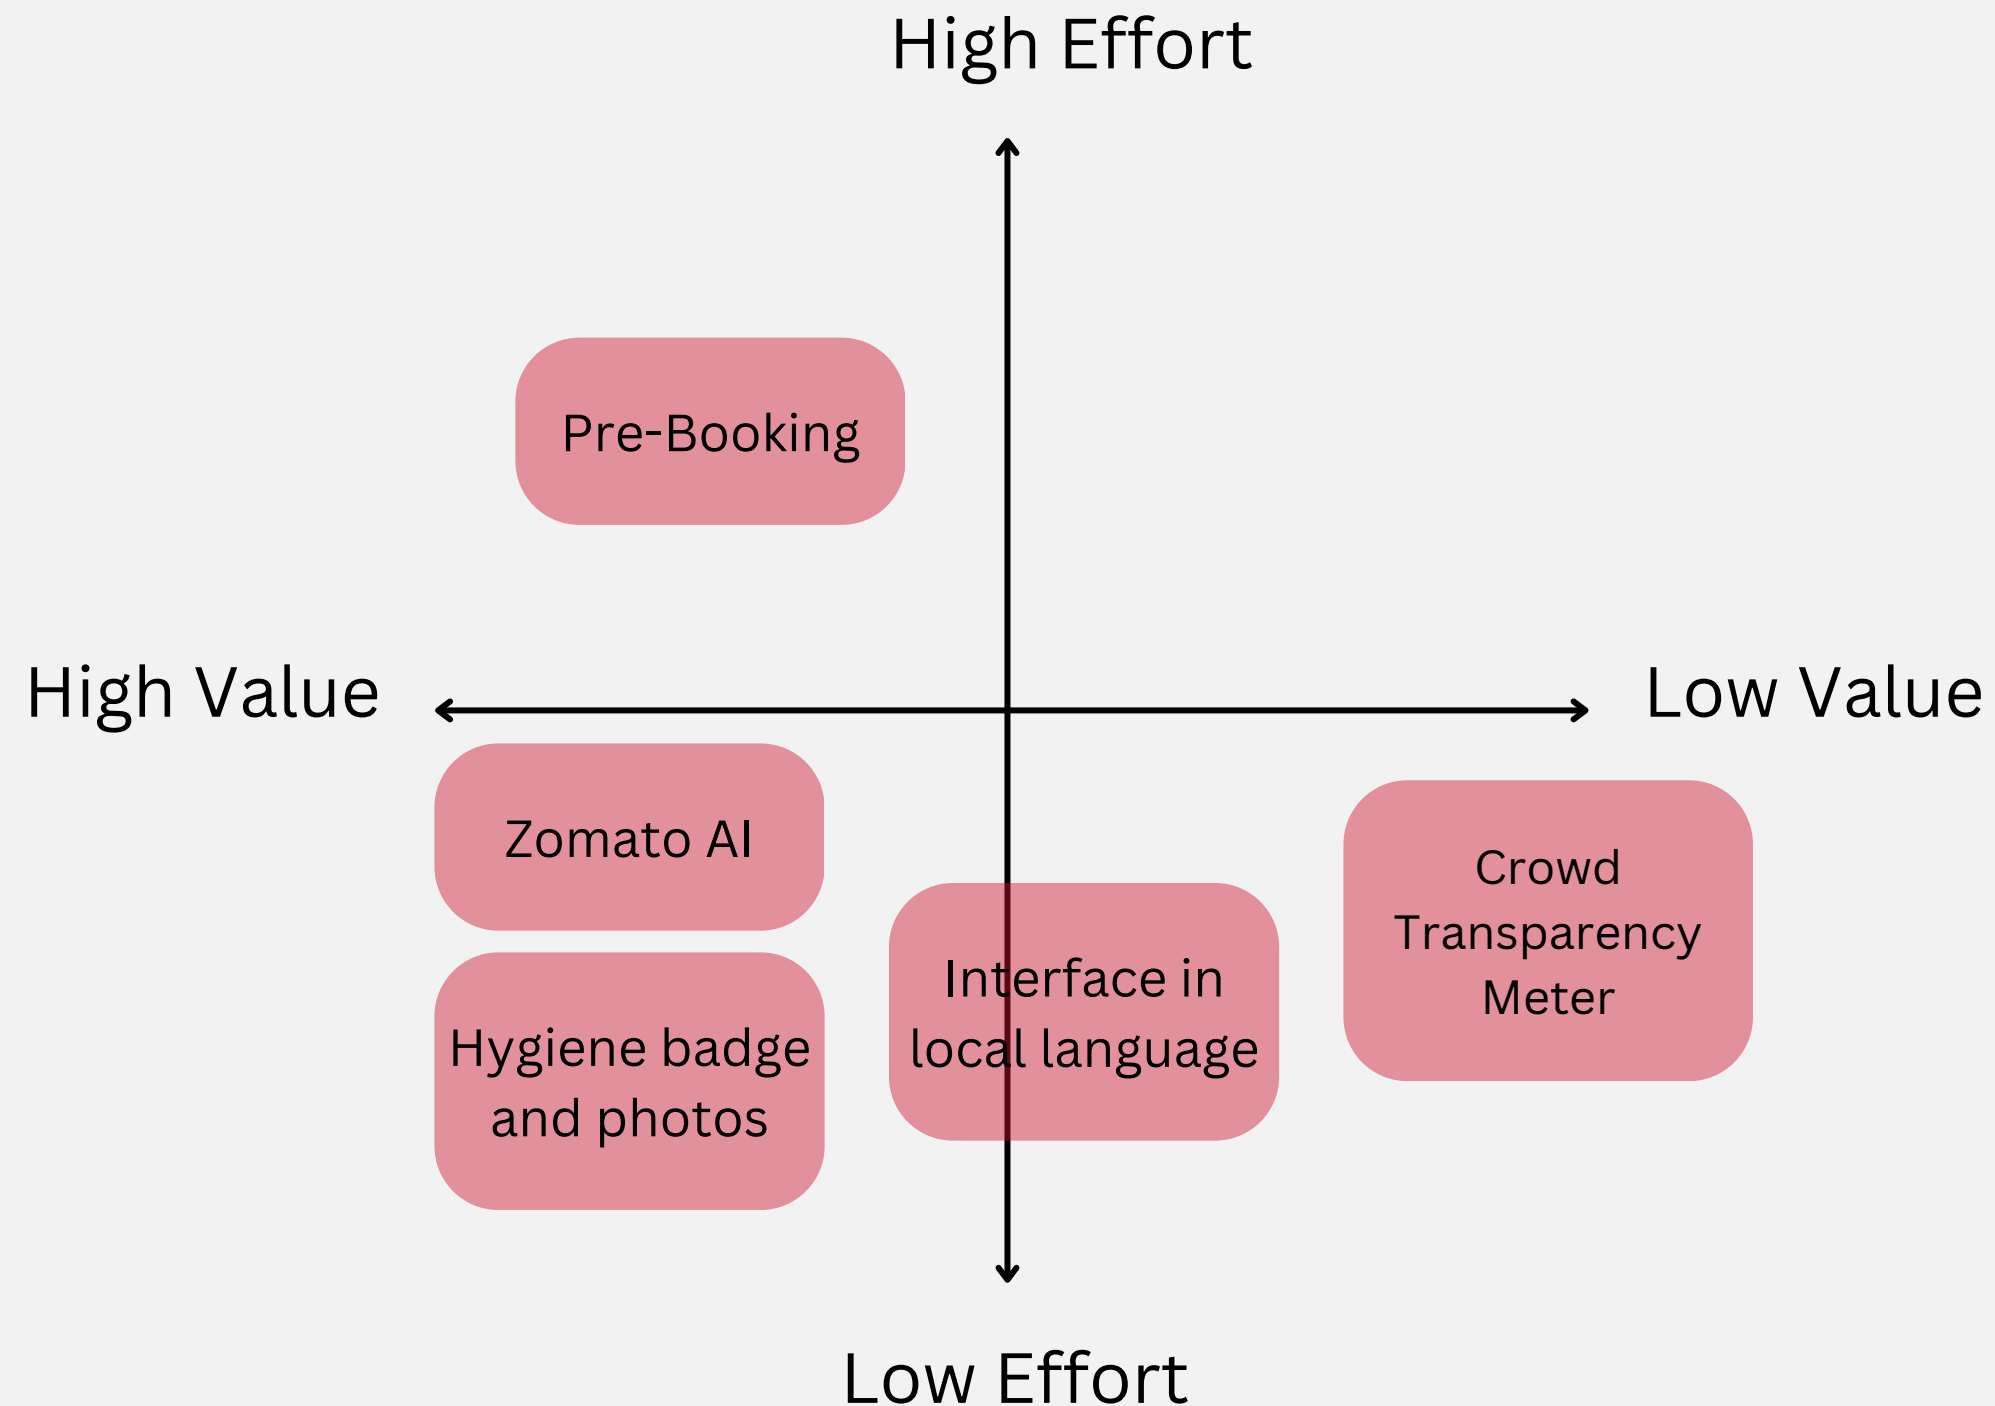 High Effort
Pre-Booking
High Value
Low Value
Zomato AI
Crowd
Transparency
Meter
Interface in
local language
Hygiene badge
and photos
Low Effort